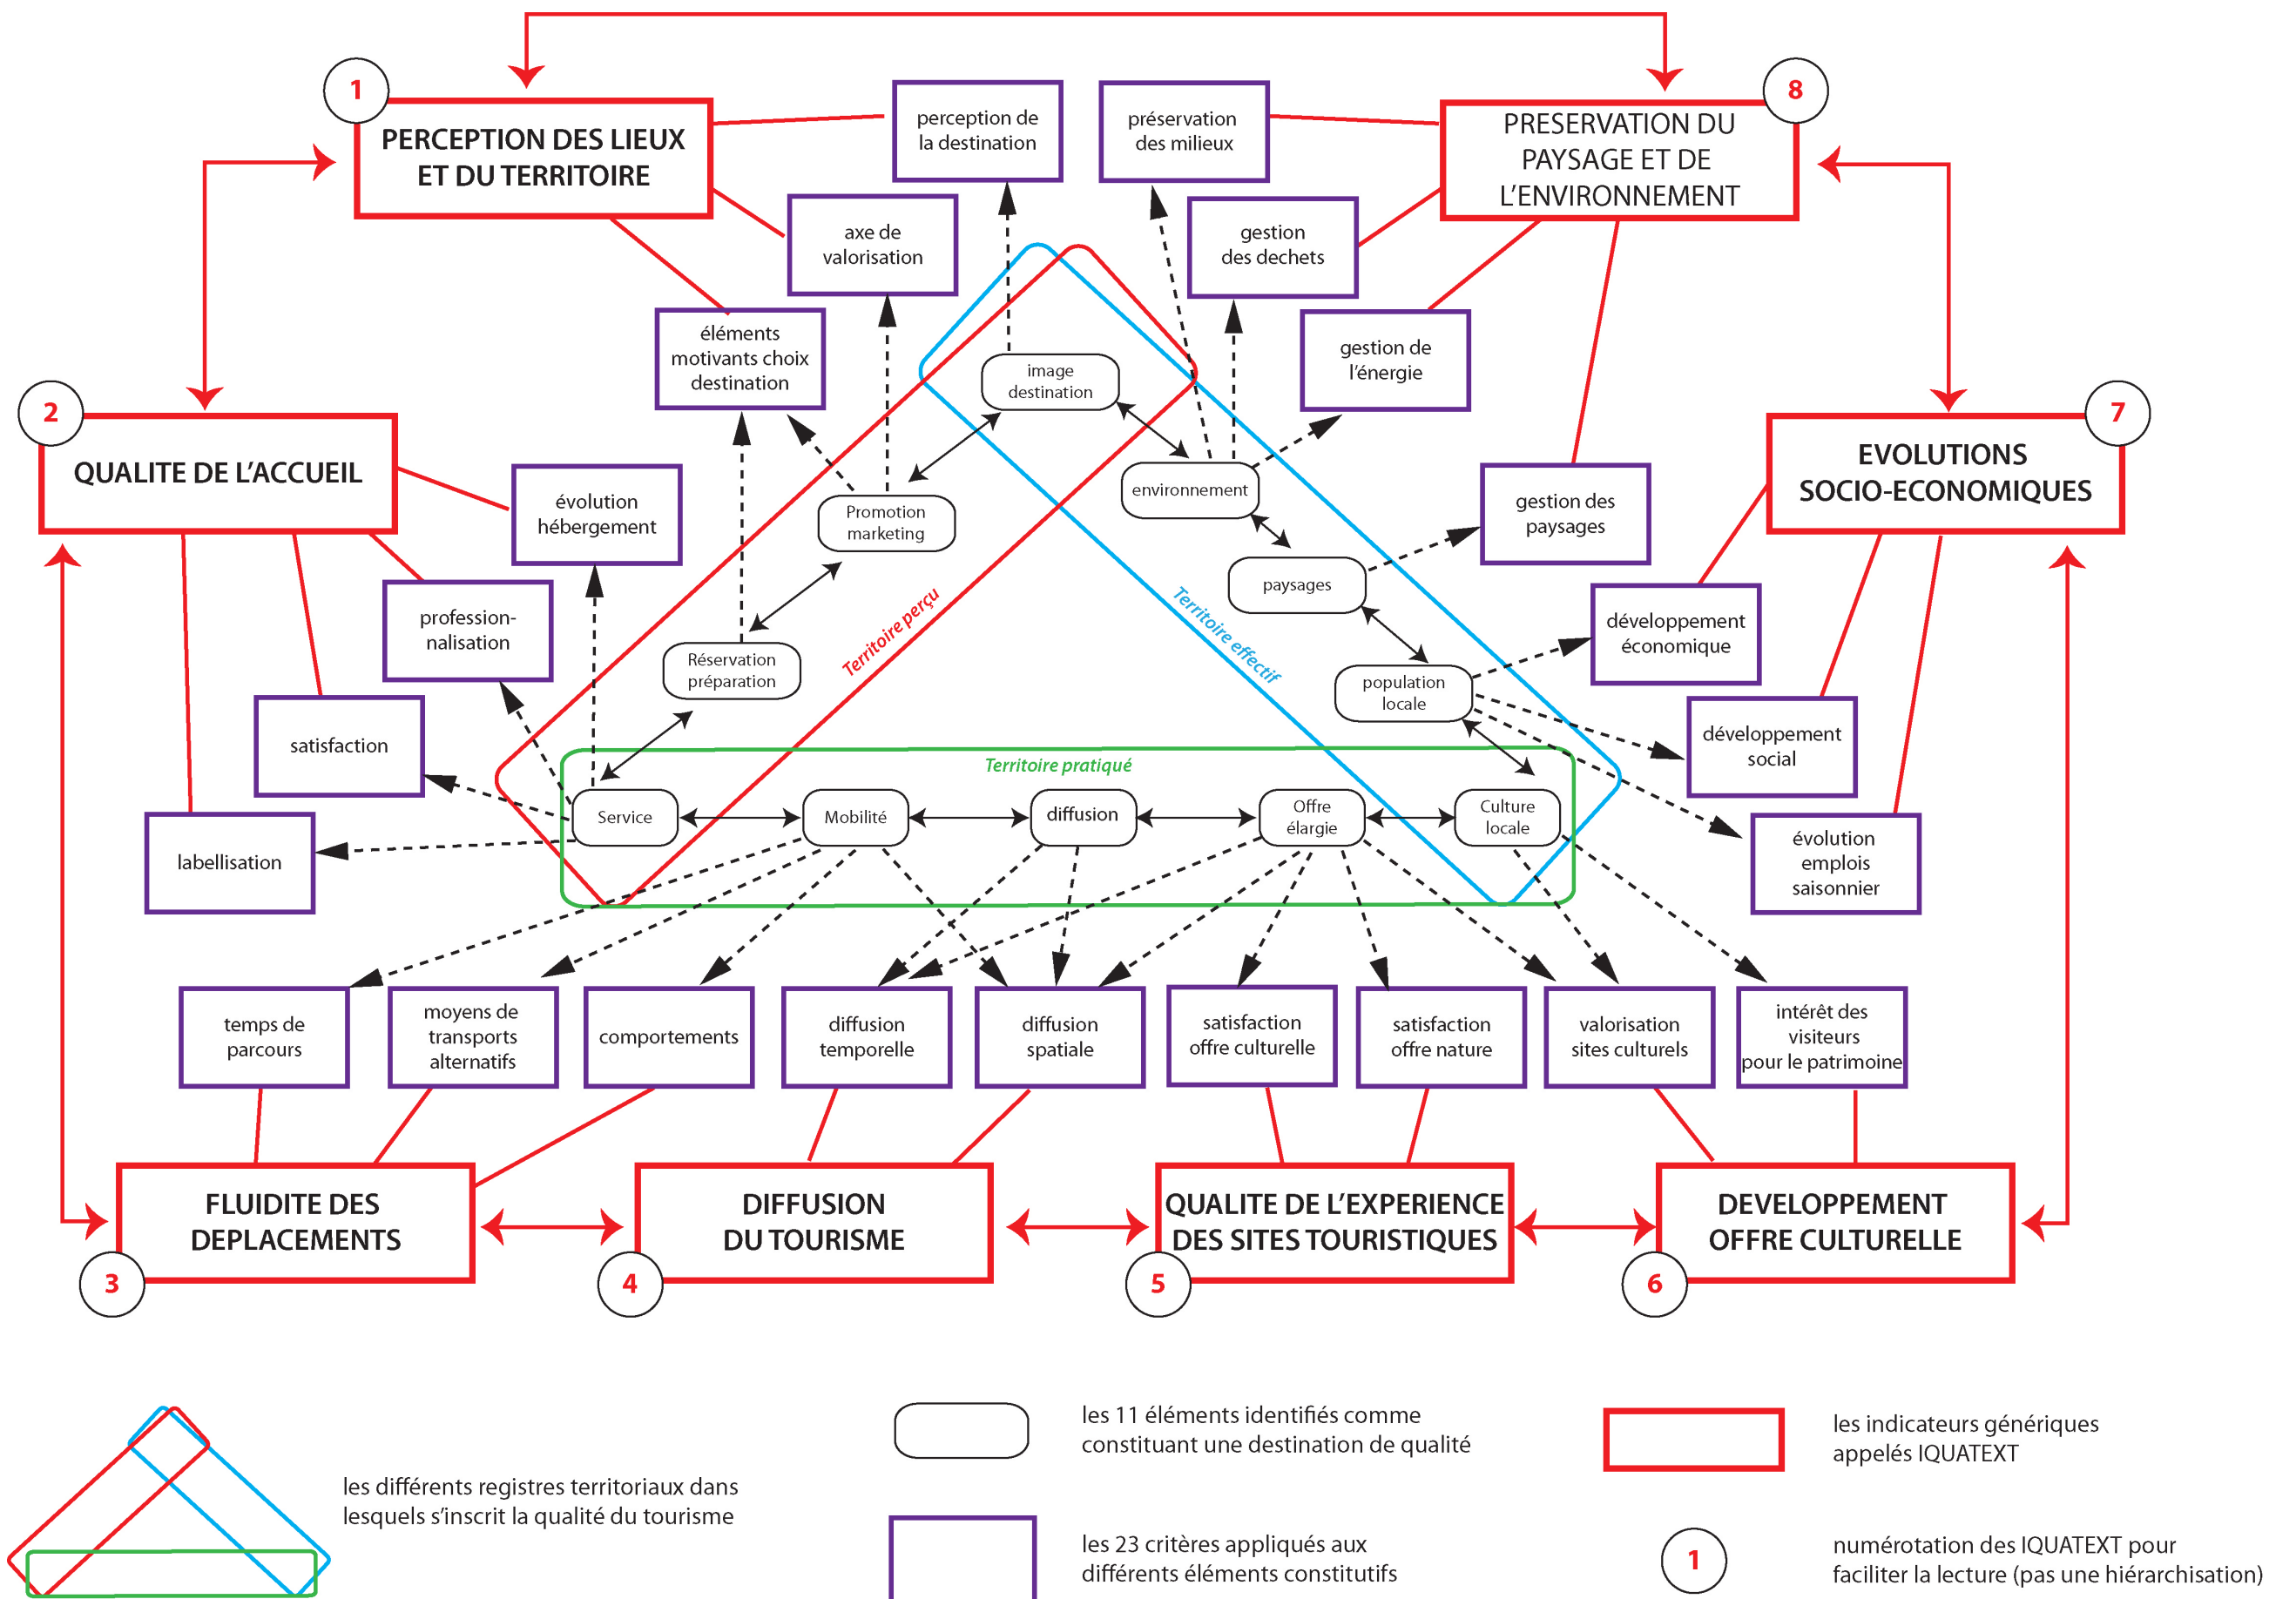 1
PERCEPTION DES LIEUX
ET DU TERRITOIRE
perception de
la destination
préservation
des milieux
8
PRESERVATION DU
PAYSAGE ET DE
L’ENVIRONNEMENT
axe de
valorisation
gestion
des dechets
éléments
motivants choix
destination
gestion de
l’énergie
image
destination
2
QUALITE DE L’ACCUEIL
7
EVOLUTIONS
SOCIO-ECONOMIQUES
évolution
hébergement
Promotion
marketing
environnement
gestion des
paysages
profession-
nalisation
Réservation
préparation
Territoire perçu
Territoire effectif
paysages
développement
économique
population
locale
satisfaction
développement
social
Territoire pratiqué
Service
Mobilité
diffusion
Offre
élargie
Culture
locale
labellisation
évolution
emplois
saisonnier
temps de
parcours
moyens de
transports
alternatifs
comportements
diffusion
temporelle
diffusion
spatiale
satisfaction
offre culturelle
satisfaction
offre nature
valorisation
sites culturels
intérêt des
visiteurs
pour le patrimoine
FLUIDITE DES
DEPLACEMENTS
3
DIFFUSION
DU TOURISME
4
QUALITE DE L’EXPERIENCE
DES SITES TOURISTIQUES
5
DEVELOPPEMENT
OFFRE CULTURELLE
6
les différents registres territoriaux dans
lesquels s’inscrit la qualité du tourisme
les 11 éléments identifiés comme
constituant une destination de qualité
les 23 critères appliqués aux
différents éléments constitutifs
les indicateurs génériques
appelés IQUATEXT
1
numérotation des IQUATEXT pour
faciliter la lecture (pas une hiérarchisation)